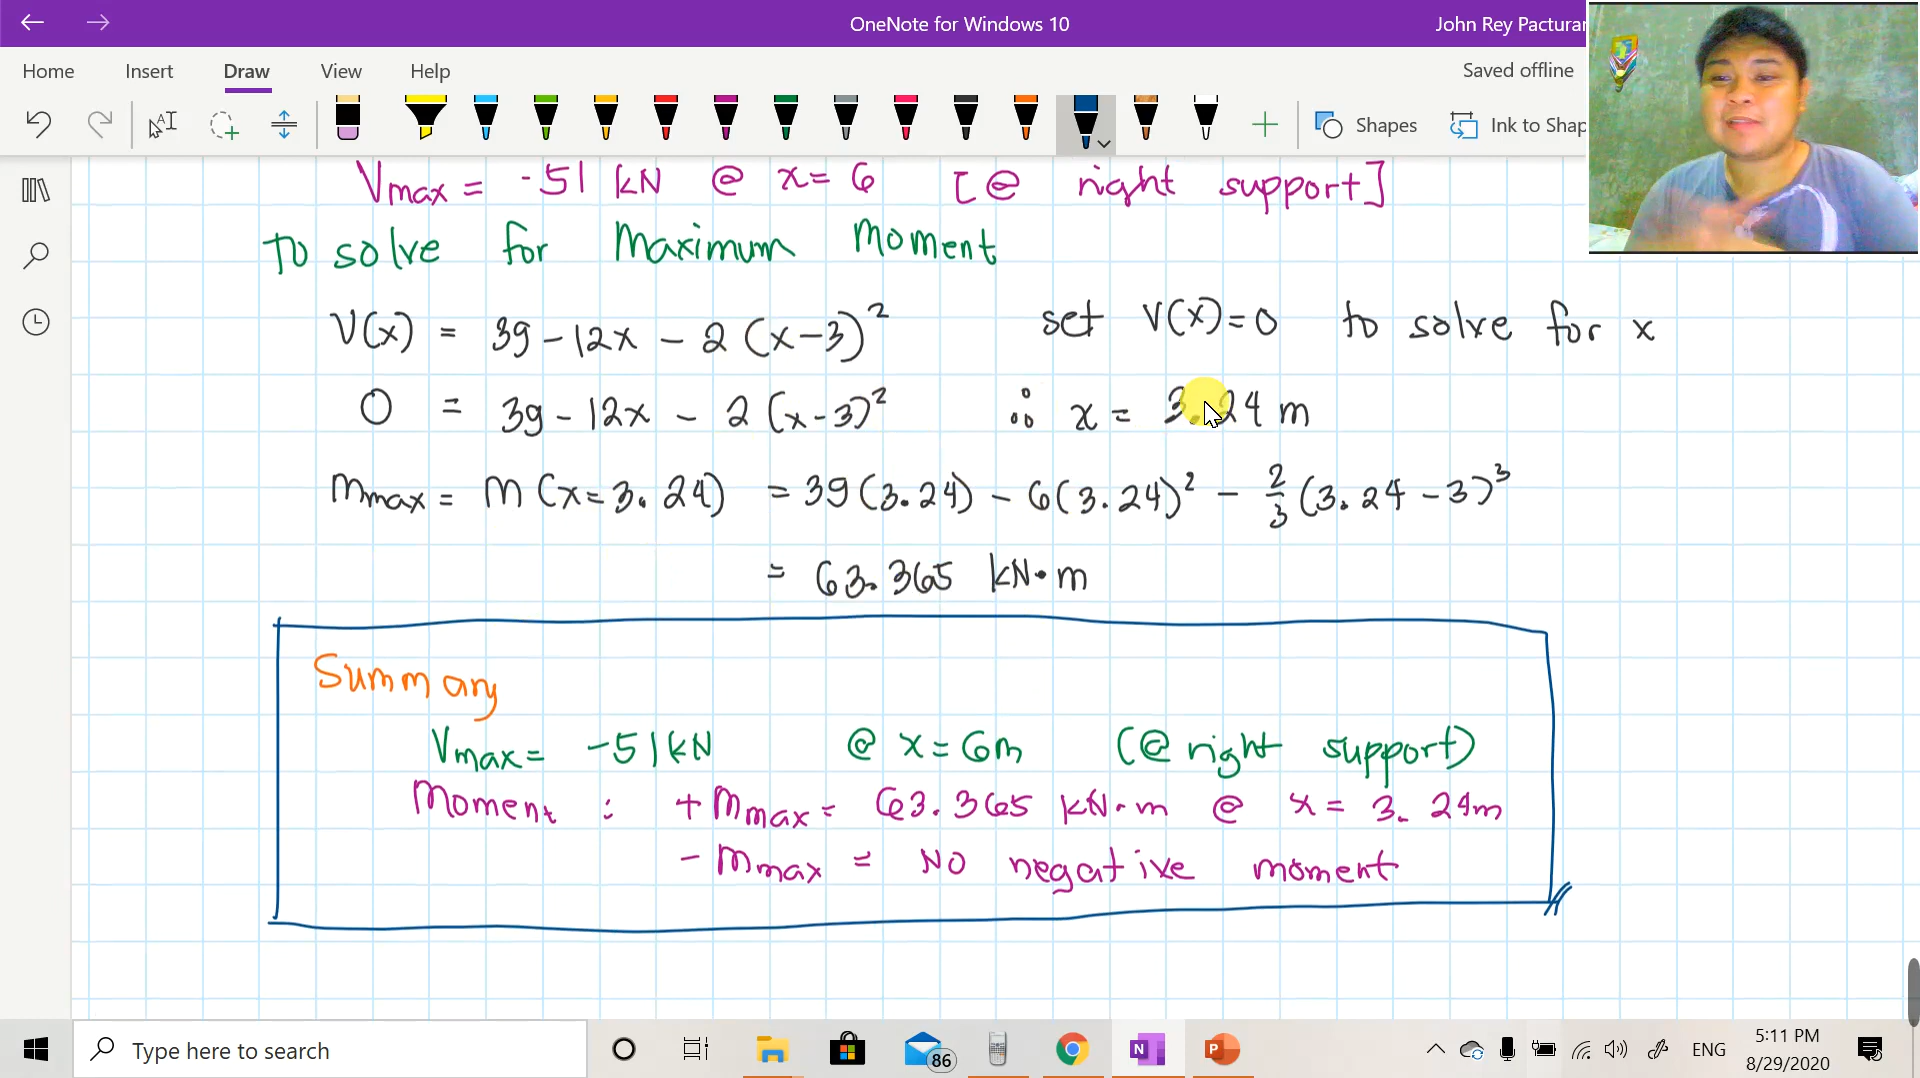 OneNote for Windows 10
John Rey Pacturan
Home Insert Draw View Help
Saved offline
Shapes
Ink to Shap
Vmax = -51 kN @ x= 6 [@ right support]
To solve for Maximum Moment
V(x) = 39 - 12x - 2 (x-3)² set V(x)=0 to solve for x
0 = 39 - 12x - 2 (x-3)² ∴ x = 3.24 m
Mmax = M (x=3.24) = 39(3.24) - 6(3.24)² - 2/3 (3.24 - 3)³
= 63.365 kN·m
Summary
Vmax= -51kN @ x=6m (@ right support)
Moment : +Mmax= 63.365 kN·m @ x= 3.24m
- Mmax = No negative moment
Type here to search
86
ENG
5:11 PM
8/29/2020